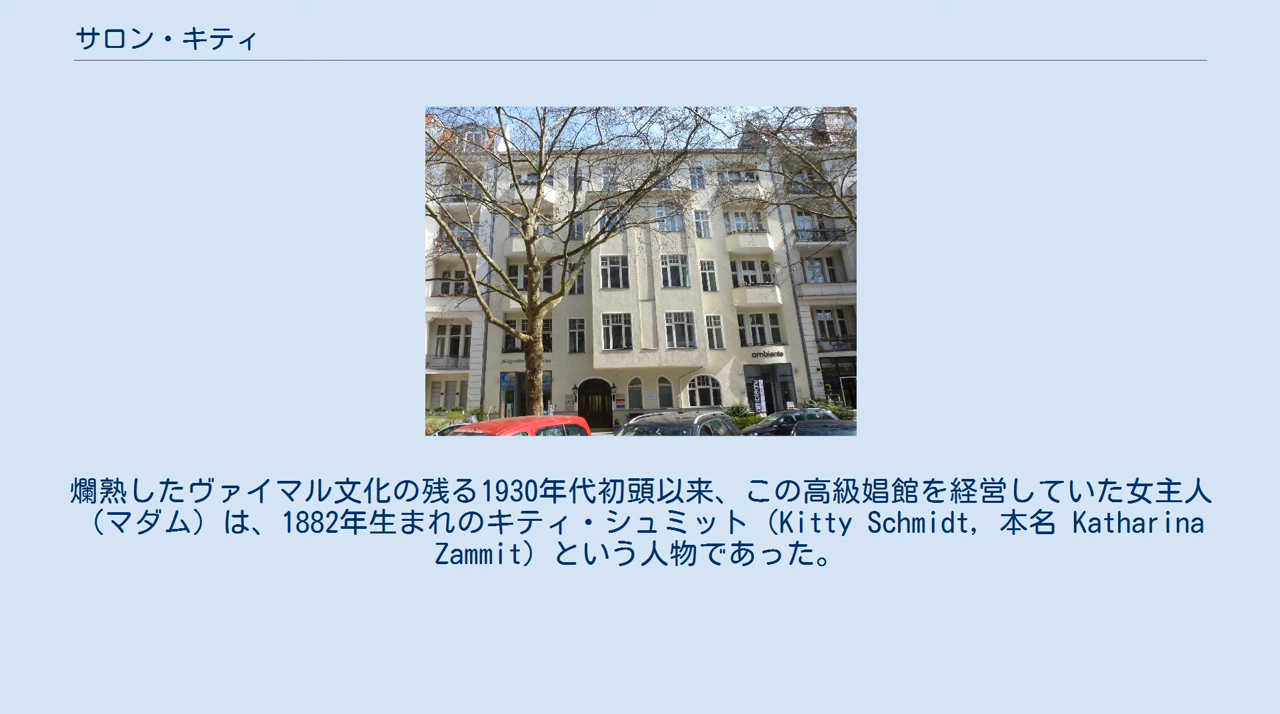 サロン・キティ
ambiente
爛熟したヴァイマル文化の残る1930年代初頭以来、この高級娼館を経営していた女主人
（マダム）は、1882年生まれのキティ・シュミット（Kitty Schmidt, 本名 Katharina
Zammit）という人物であった。